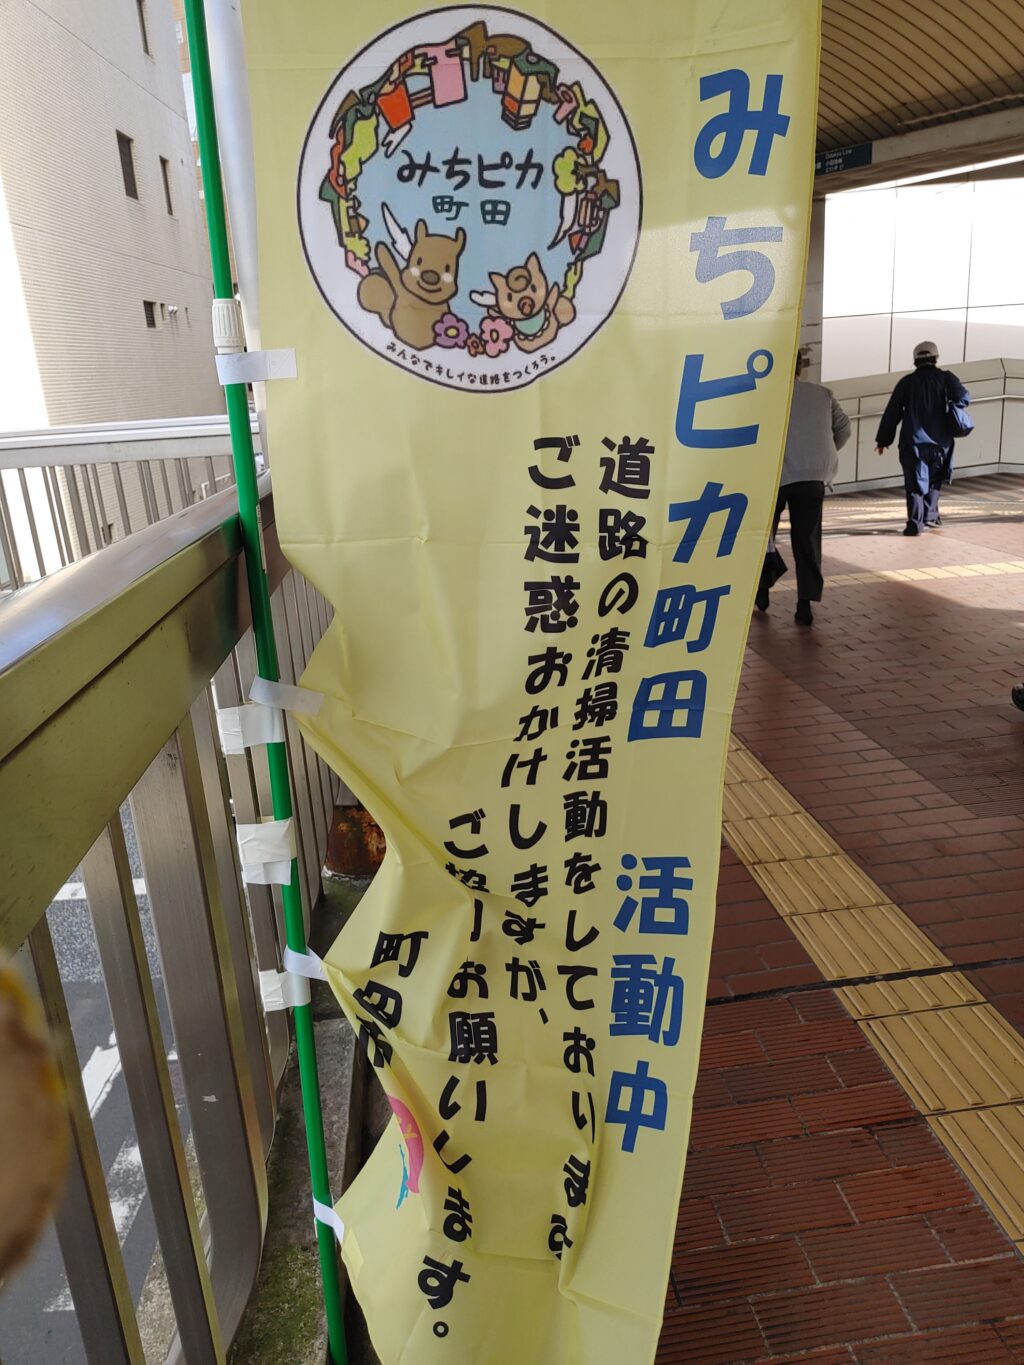 みちピカ町田 活動中
道路の清掃活動をしております
ご迷惑おかけしますが、
ご協力お願いします。
町田市
みちピカ
町田
みんなでキレイな道路をつくろう。
Odakyu Line